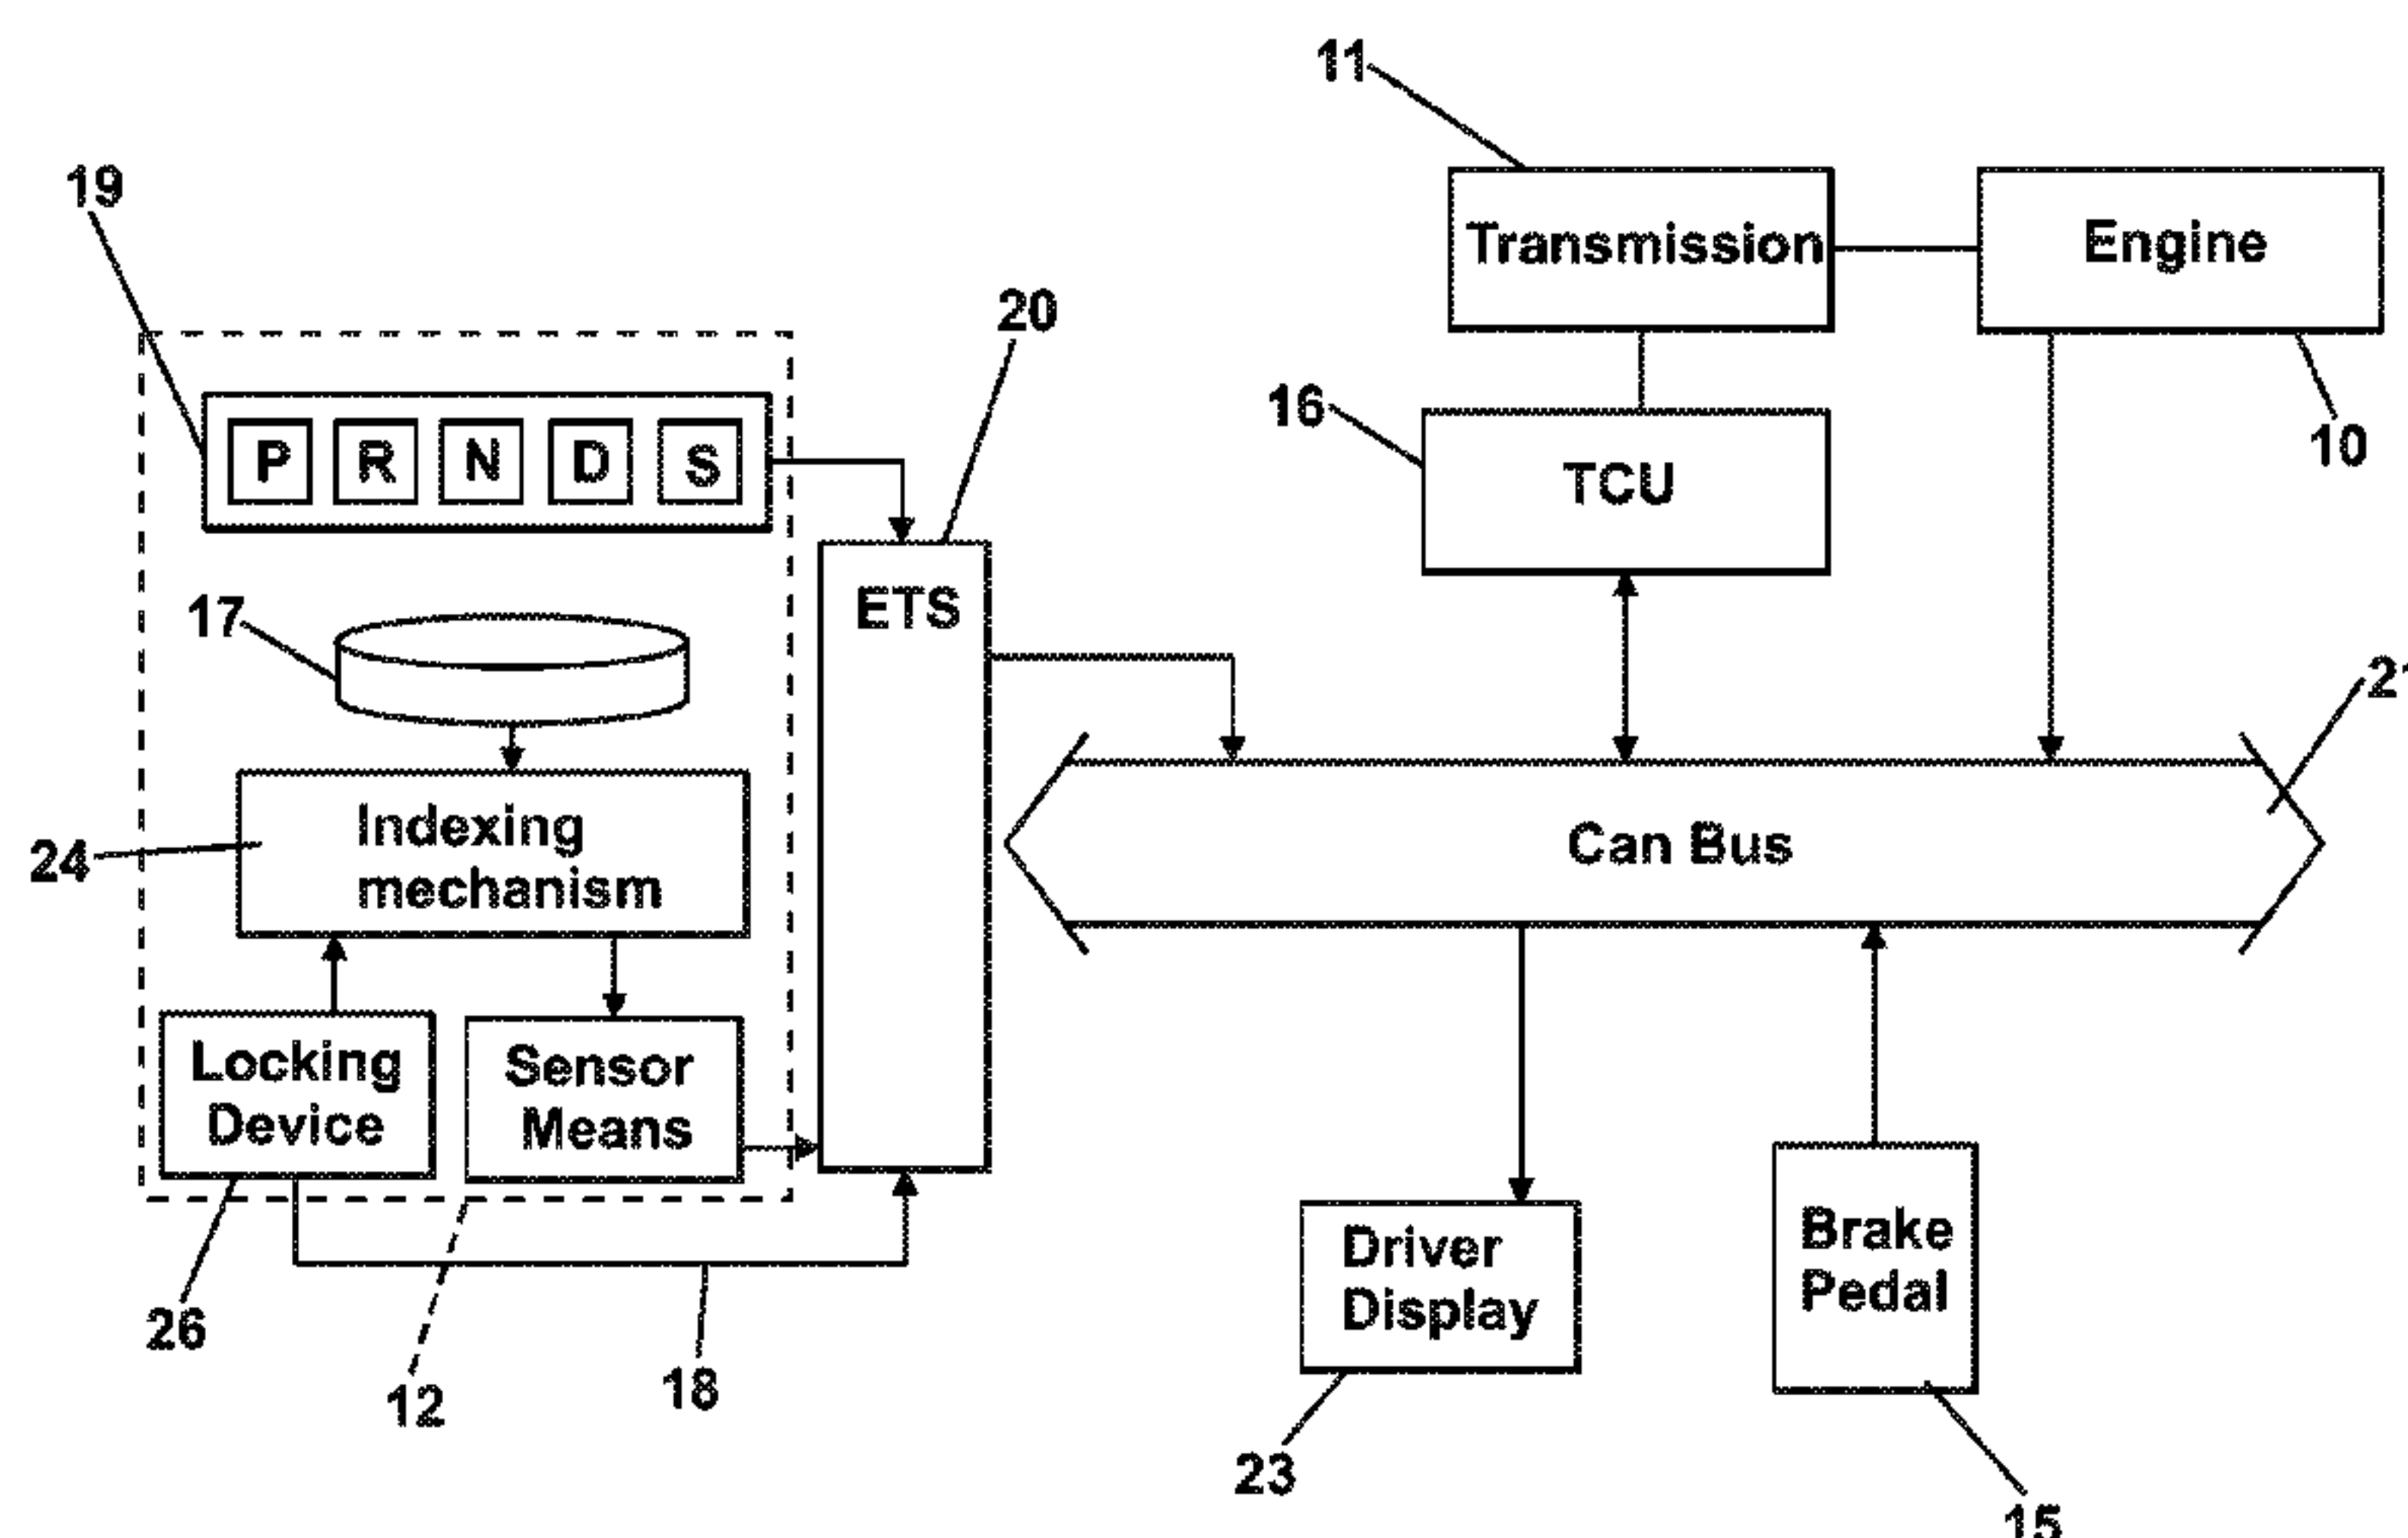 11
19
Transmission
Engine
20
16
10
P R N D S
TCU
17
ETS
21
Indexing
mechanism
24
Can Bus
Locking
Device
Sensor
Means
Driver
Display
Brake
Pedal
26
12
18
23
15